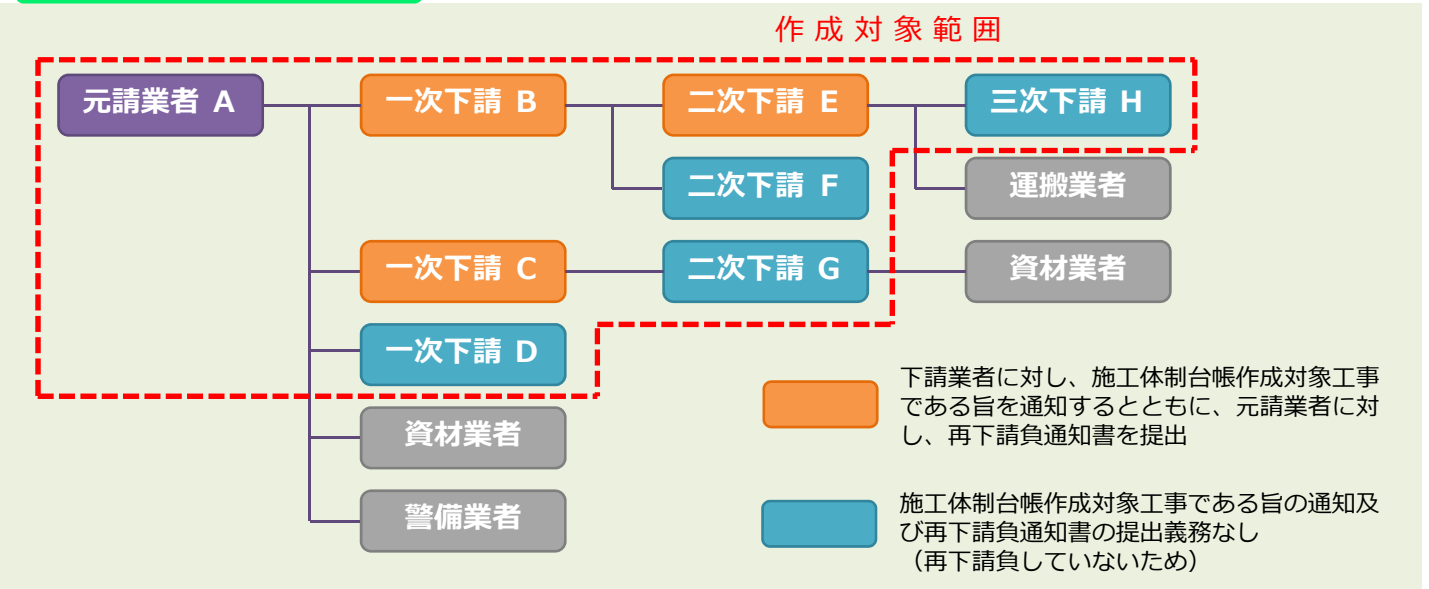 作成対象範囲
元請業者 A
一次下請 B
二次下請 E
三次下請 H
二次下請 F
運搬業者
一次下請 C
二次下請 G
資材業者
一次下請 D
資材業者
警備業者
下請業者に対し、施工体制台帳作成対象工事
である旨を通知するとともに、元請業者に対
し、再下請負通知書を提出
施工体制台帳作成対象工事である旨の通知及
び再下請負通知書の提出義務なし
（再下請負していないため）